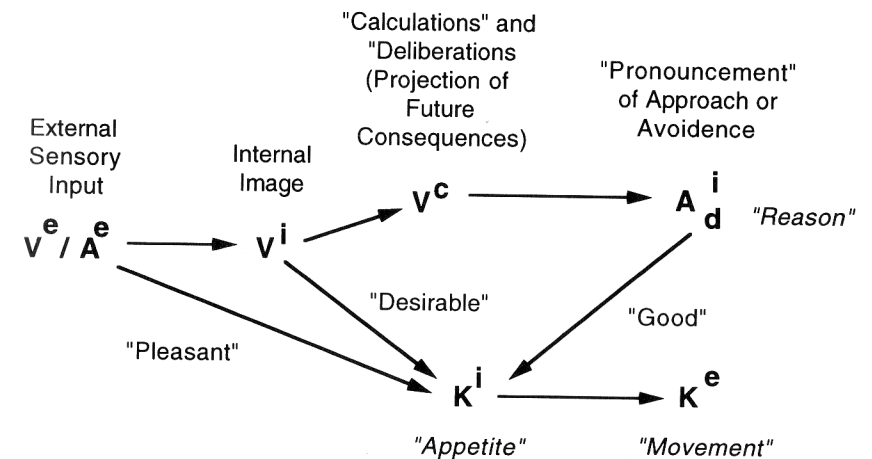 "Calculations" and
"Deliberations
(Projection of
Future
Consequences)
"Pronouncement"
of Approach or
Avoidence
External
Sensory
Input
Internal
Image
V^e / A^e
V^i
V^c
A^i_d
"Reason"
"Desirable"
"Good"
"Pleasant"
K^i
K^e
"Appetite"
"Movement"